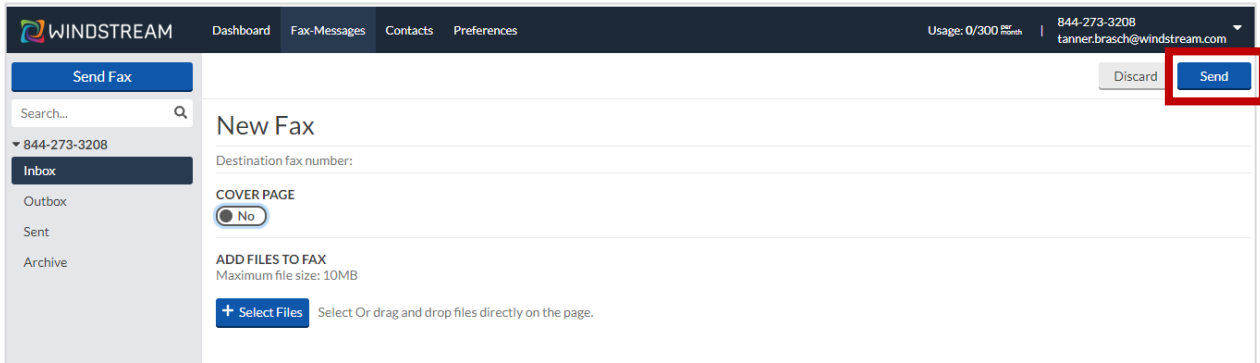 WINDSTREAM
Dashboard Fax-Messages Contacts Preferences
Usage: 0/300 per month | 844-273-3208
tanner.brasch@windstream.com
Send Fax
Discard Send
Search...
New Fax
844-273-3208
Destination fax number:
Inbox
COVER PAGE
Outbox
No
Sent
Archive
ADD FILES TO FAX
Maximum file size: 10MB
+ Select Files Select Or drag and drop files directly on the page.